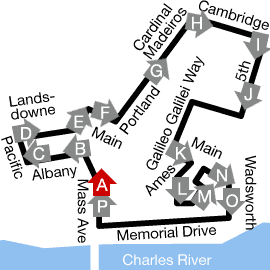 Cambridge
Cardinal
Medeiros
H
I
5th
J
G
Galileo Galilei Way
Portland
Lands-
downe
F
E
Main
D
Pacific
C
B
Albany
K
Main
Ames
L
M
N
O
Wadsworth
A
P
Mass Ave
Memorial Drive
Charles River